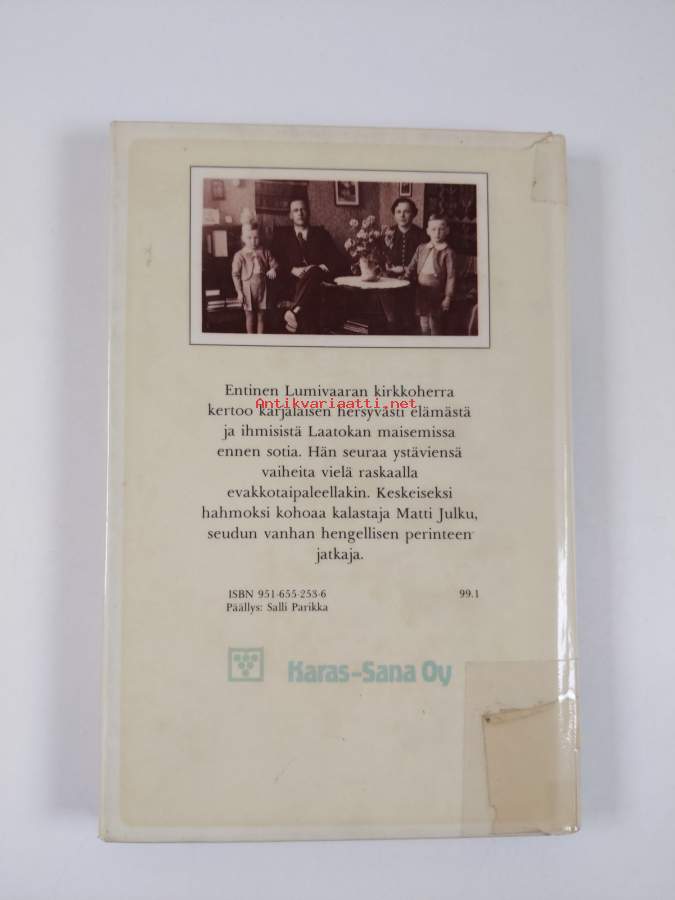 Entinen Lumivaaran kirkkoherra
Antikvariaatti.net
kertoo karjalaisen hersyvästi elämästä
ja ihmisistä Laatokan maisemissa
ennen sotia. Hän seuraa ystäviensä
vaiheita vielä raskaalla
evakkotaipaleellakin. Keskeiseksi
hahmoksi kohoaa kalastaja Matti Julku,
seudun vanhan hengellisen perinteen
jatkaja.
ISBN 951-655-253-6 99.1
Päällys: Salli Parikka
Karas-Sana Oy